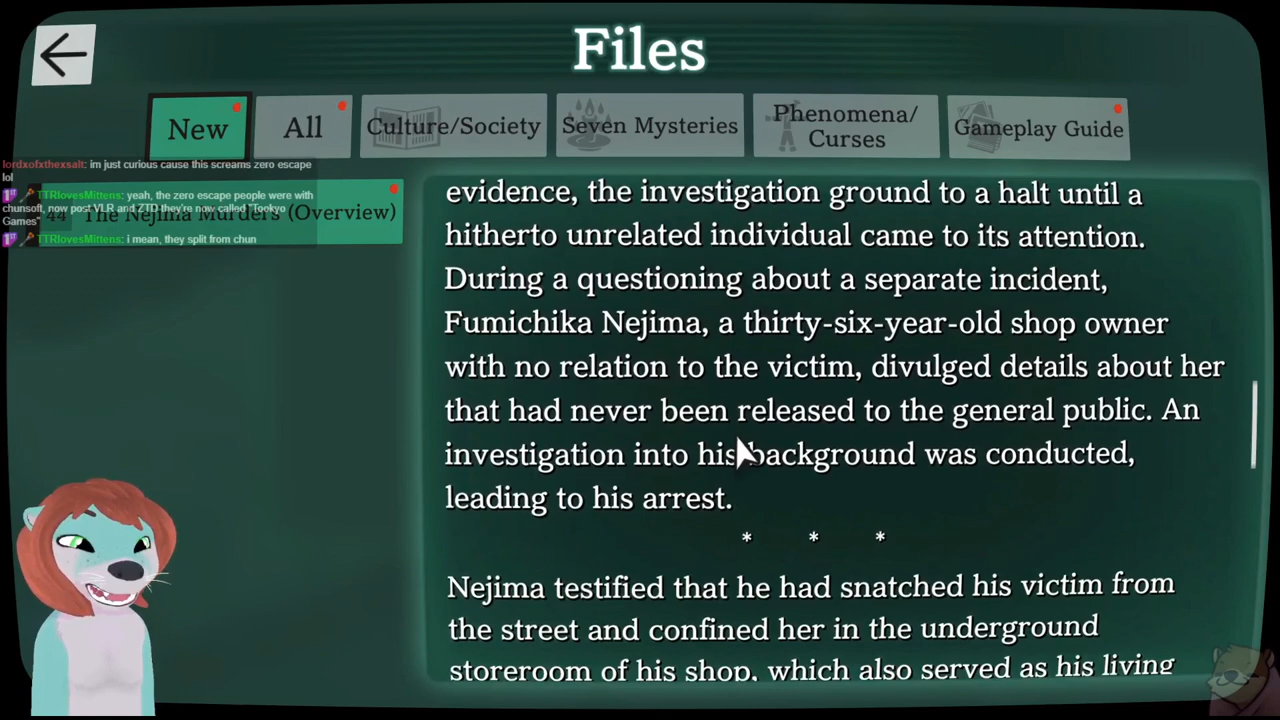 Files
New
All
Culture/Society
Seven Mysteries
Phenomena/
Curses
Gameplay Guide
lordxofxthexsalt: im just curious cause this screams zero escape
lol
TTRlovesMittens: yeah, the zero escape people were with
chunsoft, now post VLR and ZTD they're now called "Tookyo
Games"
TTRlovesMittens: i mean, they split from chun
44 The Nejima Murders (Overview)
evidence, the investigation ground to a halt until a
hitherto unrelated individual came to its attention.
During a questioning about a separate incident,
Fumichika Nejima, a thirty-six-year-old shop owner
with no relation to the victim, divulged details about her
that had never been released to the general public. An
investigation into his background was conducted,
leading to his arrest.
* * *
Nejima testified that he had snatched his victim from
the street and confined her in the underground
storeroom of his shop, which also served as his living